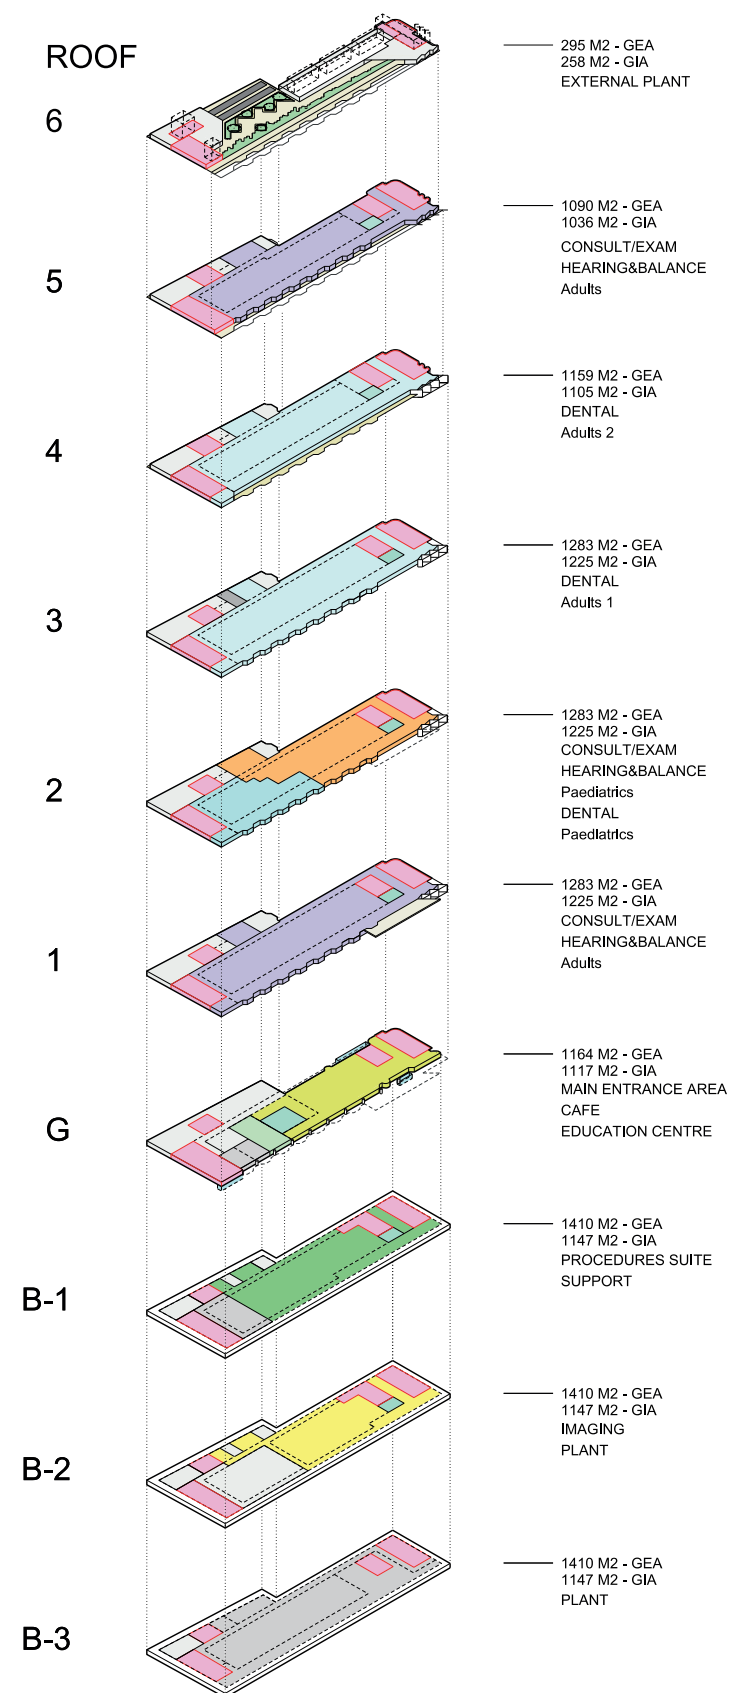 ROOF
295 M2 - GEA
258 M2 - GIA
EXTERNAL PLANT
6
1090 M2 - GEA
1036 M2 - GIA
CONSULT/EXAM
HEARING&BALANCE
Adults
5
1159 M2 - GEA
1105 M2 - GIA
DENTAL
Adults 2
4
1283 M2 - GEA
1225 M2 - GIA
DENTAL
Adults 1
3
1283 M2 - GEA
1225 M2 - GIA
CONSULT/EXAM
HEARING&BALANCE
Paediatrics
DENTAL
Paediatrics
2
1283 M2 - GEA
1225 M2 - GIA
CONSULT/EXAM
HEARING&BALANCE
Adults
1
1164 M2 - GEA
1117 M2 - GIA
MAIN ENTRANCE AREA
CAFE
EDUCATION CENTRE
G
1410 M2 - GEA
1147 M2 - GIA
PROCEDURES SUITE
SUPPORT
B-1
1410 M2 - GEA
1147 M2 - GIA
IMAGING
PLANT
B-2
1410 M2 - GEA
1147 M2 - GIA
PLANT
B-3